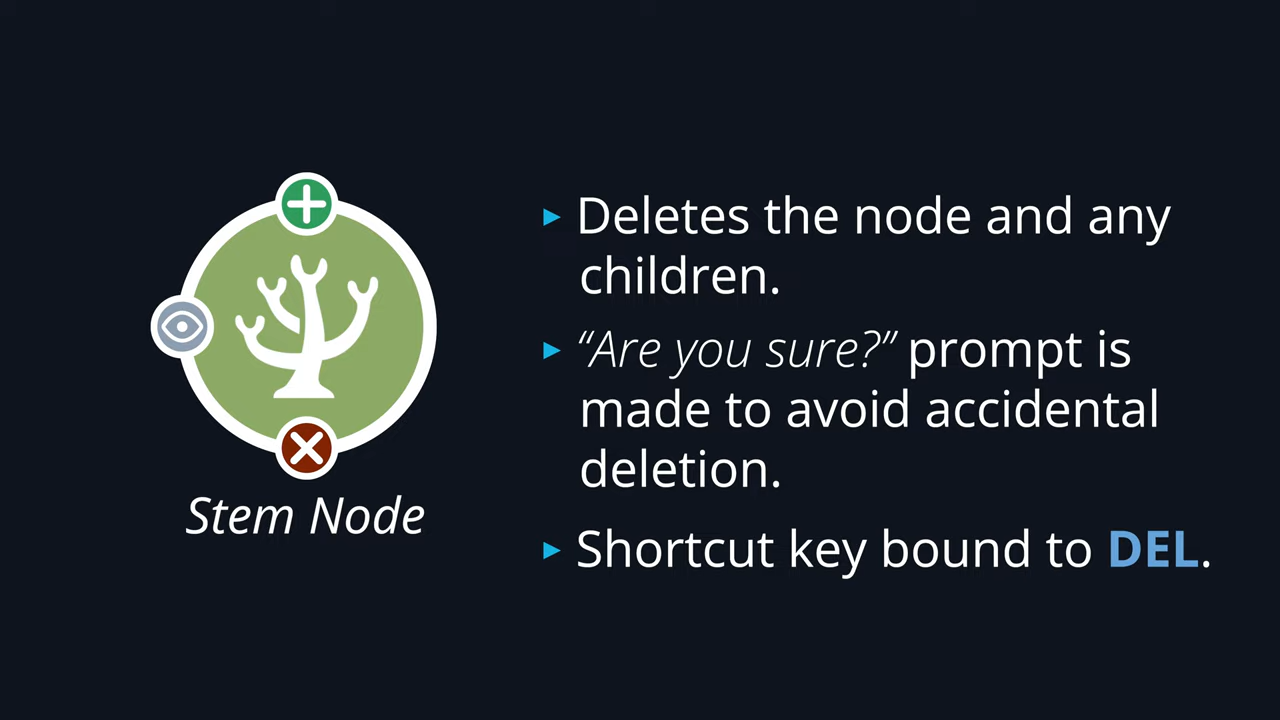 Stem Node
▸ Deletes the node and any
children.
▸ “Are you sure?” prompt is
made to avoid accidental
deletion.
▸ Shortcut key bound to DEL.